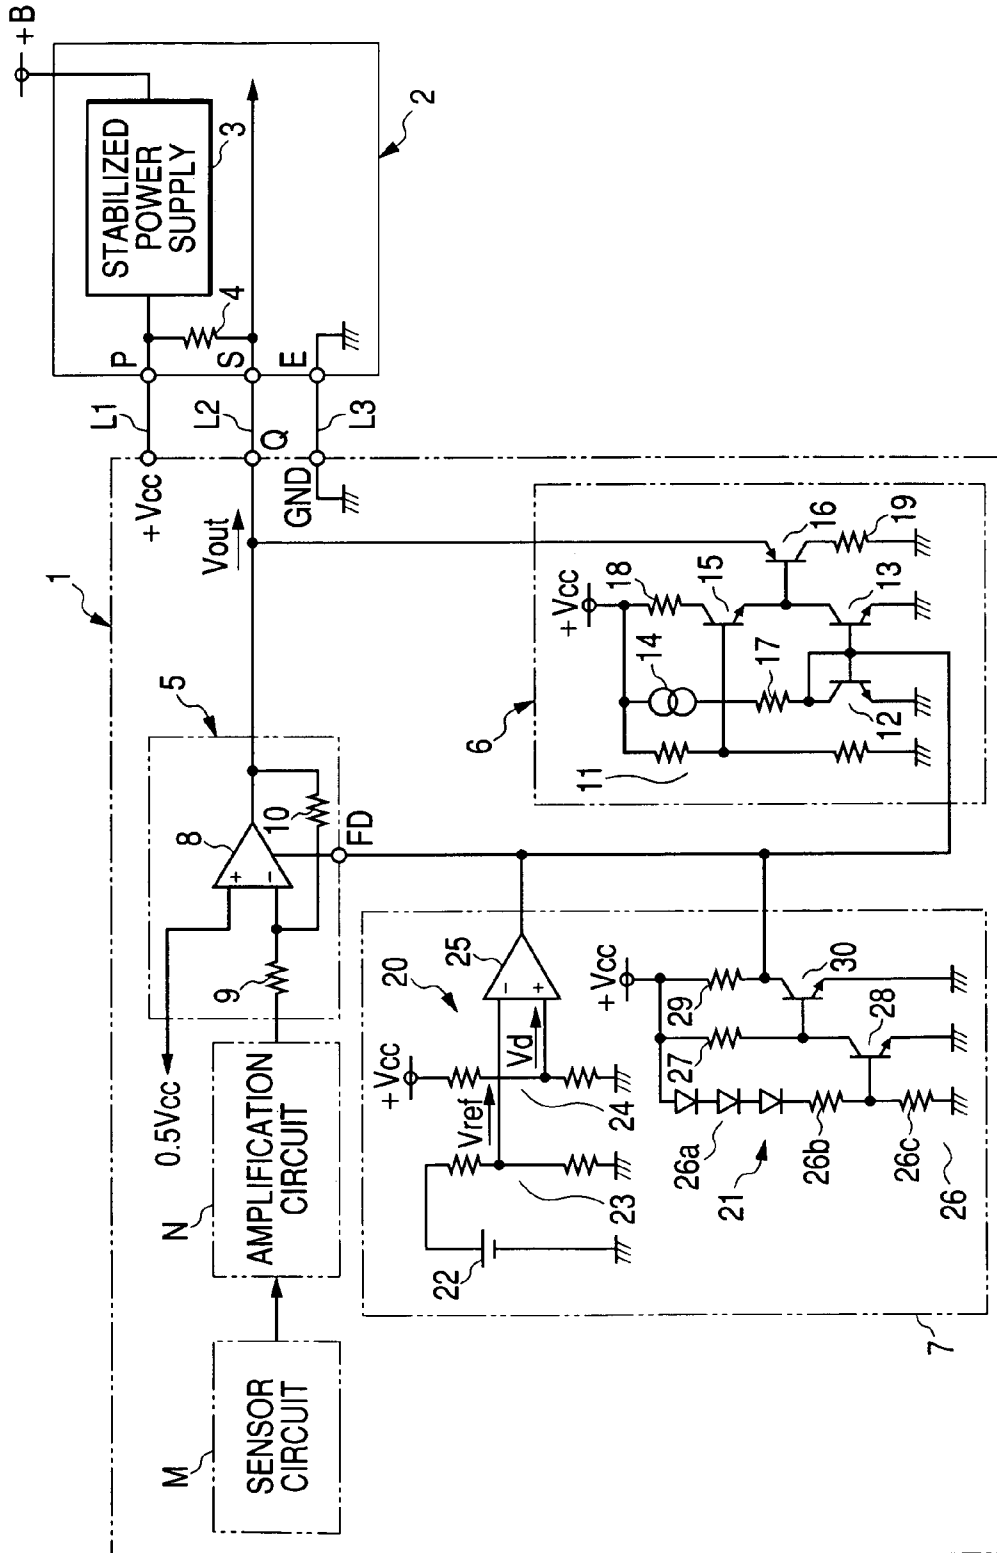 +B
STABILIZED
POWER
SUPPLY
3
2
4
P
S
E
L1
L2
L3
+Vcc
Q
GND
Vout
1
5
8
+
−
10
9
FD
0.5Vcc
AMPLIFICATION
CIRCUIT
N
SENSOR
CIRCUIT
M
6
+Vcc
18
15
16
19
14
13
17
12
11
7
20
25
−
+
+Vcc
Vd
Vref
24
23
22
+Vcc
29
30
27
28
26a
21
26b
26c
26